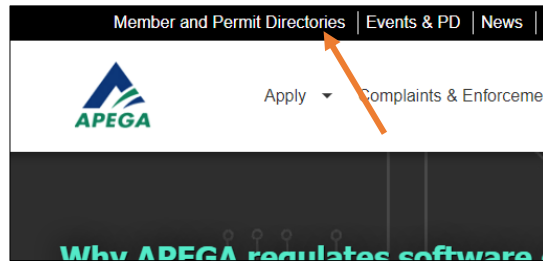 Member and Permit Directories | Events & PD | News |
APEGA
Apply Complaints & Enforceme
Why APEGA regulates software